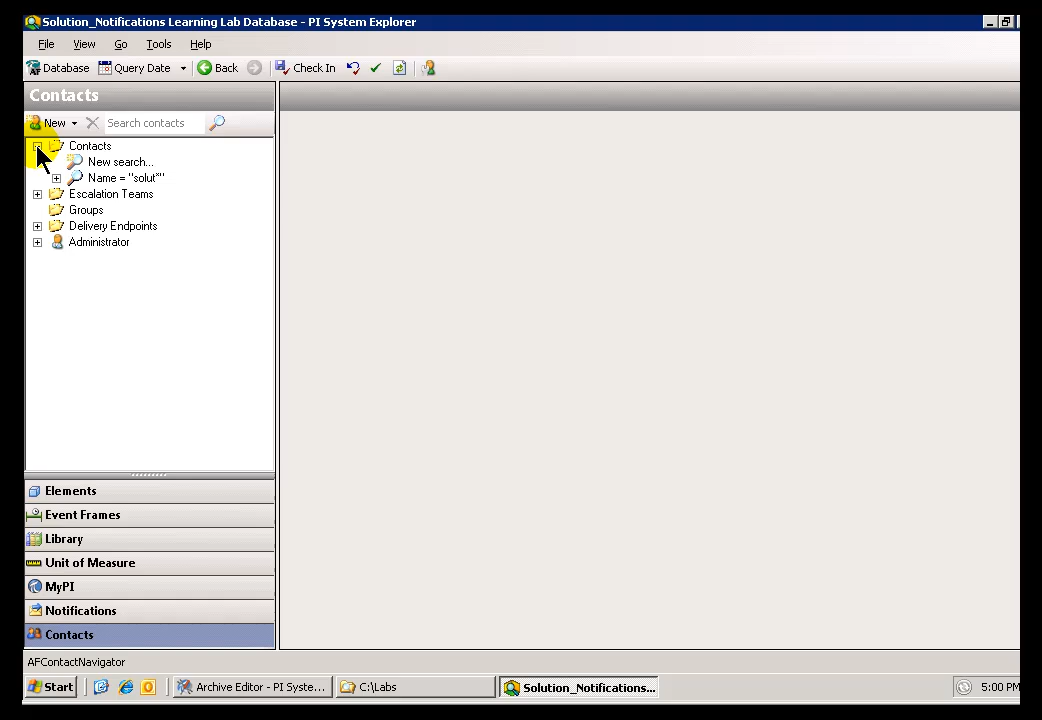 Solution_Notifications Learning Lab Database - PI System Explorer
File View Go Tools Help
Database Query Date Back Check In
Contacts
New Search contacts
Contacts
New search...
Name = "solut*"
Escalation Teams
Groups
Delivery Endpoints
Administrator
Elements
Event Frames
Library
Unit of Measure
MyPI
Notifications
Contacts
AFContactNavigator
Start Archive Editor - PI Syste... C:\Labs Solution_Notifications... 5:00 PM